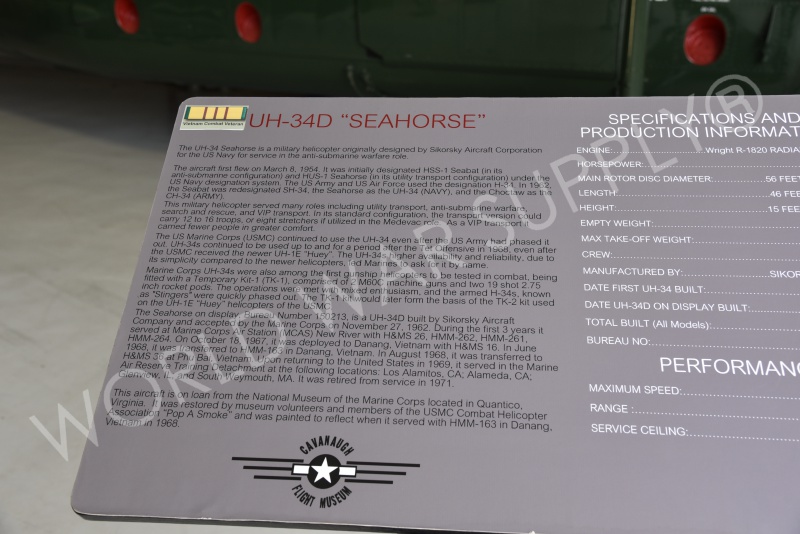 Vietnam Combat Veteran
UH-34D "SEAHORSE"
The UH-34 Seahorse is a military helicopter originally designed by Sikorsky Aircraft Corporation
for the US Navy for service in the anti-submarine warfare role.
The aircraft first flew on March 8, 1954. It was initially designated HSS-1 Seabat (in its
anti-submarine configuration) and HUS-1 Seahorse (in its utility transport configuration) under the
US Navy designation system. The US Army and US Air Force used the designation H-34. In 1962,
the Seabat was redesignated SH-34, the Seahorse as the UH-34 (NAVY), and the Choctaw as the
CH-34 (ARMY).
This military helicopter served many roles including utility transport, anti-submarine warfare,
search and rescue, and VIP transport. In its standard configuration, the transport version could
carry 12 to 16 troops, or eight stretchers if utilized in the Medevac role. As a VIP transport it
carried fewer people in greater comfort.
The US Marine Corps (USMC) continued to use the UH-34 even after the US Army had phased it
out. UH-34s continued to be used up to and for a period after the Tet Offensive in 1968, even after
the USMC received the newer UH-1E "Huey". The UH-34's higher availability and reliability, due to
its simplicity compared to the newer helicopters, led Marines to ask for it by name.
Marine Corps UH-34s were also among the first gunship helicopters to be tested in combat, being
fitted with a Temporary Kit-1 (TK-1), comprising two M60C machine guns and two 19 shot 2.75
inch rocket pods. The operations were met with mixed enthusiasm, and the armed H-34s, known
as "Stingers" were quickly phased out. The TK-1 would later form the basis of the TK-2 kit used
on the UH-1E "Huey" helicopters of the USMC.
The Seahorse on display, Bureau Number 150213, is a UH-34D built by Sikorsky Aircraft
Company and accepted by the Marine Corps in November 27, 1962. During the first 3 years it
served at Marine Corps Air Station (MCAS) New River with H&MS 26, HMM-262, HMM-261,
HMM-264. On October 18, 1967, it was deployed to Danang, Vietnam with H&MS 16. In June
1968, it was transferred to HMM-163 in Danang, Vietnam. In August 1968, it was transferred to
H&MS 36 in Phu Bai, Vietnam. Upon returning to the United States in 1969, it served in the Marine
Air Reserve Training Detachment at the following locations: Los Alamitos, CA; Alameda, CA;
Glenview, IL; and South Weymouth, MA. It was retired from service in 1971.
This aircraft is on loan from the National Museum of the Marine Corps located in Quantico,
Virginia. It was restored by museum volunteers and members of the USMC Combat Helicopter
Association "Pop A Smoke" and was painted to reflect when it served with HMM-163 in Danang,
Vietnam in 1968.
CAVANAUGH
FLIGHT MUSEUM
SPECIFICATIONS AND
PRODUCTION INFORMAT
ENGINE: Wright R-1820 RADIA
HORSEPOWER:
MAIN ROTOR DISC DIAMETER: 56 FEET
LENGTH: 46 FEE
HEIGHT: 15 FEE
EMPTY WEIGHT:
MAX TAKE-OFF WEIGHT:
CREW:
MANUFACTURED BY: SIKOR
DATE FIRST UH-34 BUILT:
DATE UH-34D ON DISPLAY BUILT:
TOTAL BUILT (All Models):
BUREAU NO:
PERFORMANC
MAXIMUM SPEED:
RANGE :
SERVICE CEILING:
WORLD WAR SUPPLY®